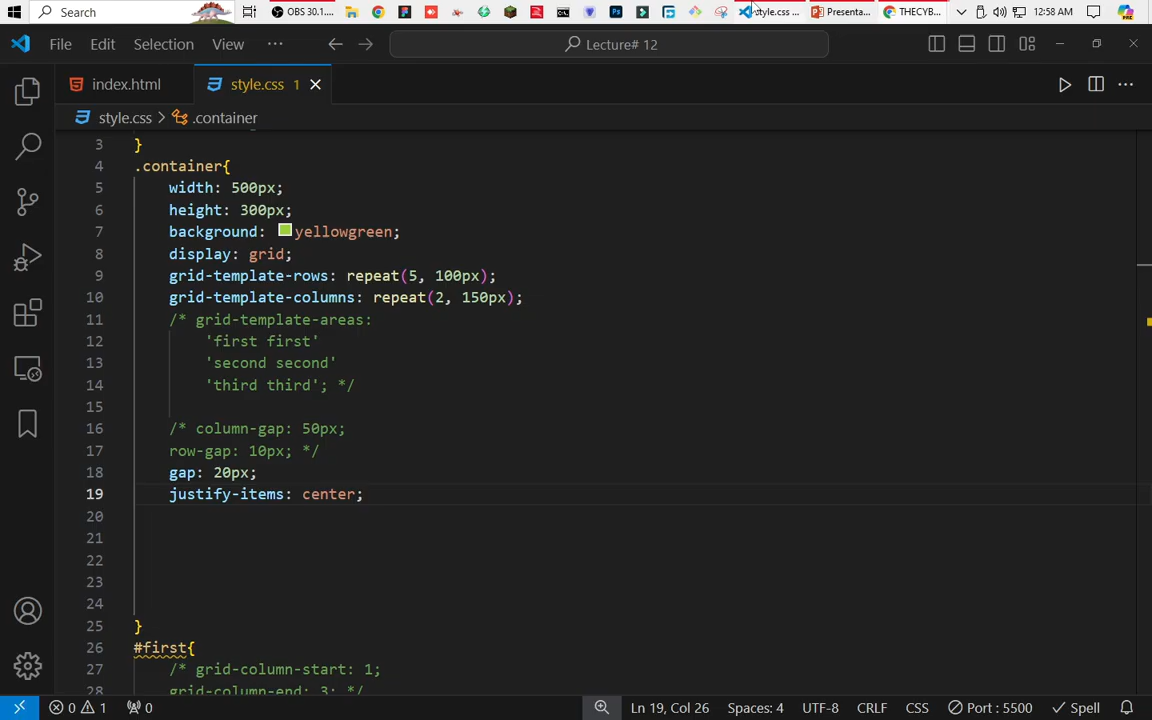 Search
OBS 30.1....
style.css ...
Presenta...
THECYB...
12:58 AM
File Edit Selection View ...
Lecture# 12
index.html
style.css 1
style.css > .container
3 }
4 .container{
5 width: 500px;
6 height: 300px;
7 background: yellowgreen;
8 display: grid;
9 grid-template-rows: repeat(5, 100px);
10 grid-template-columns: repeat(2, 150px);
11 /* grid-template-areas:
12 'first first'
13 'second second'
14 'third third'; */
15
16 /* column-gap: 50px;
17 row-gap: 10px; */
18 gap: 20px;
19 justify-items: center;
20
21
22
23
24
25 }
26 #first{
27 /* grid-column-start: 1;
28 grid-column-end: 3; */
0 1 0 Ln 19, Col 26 Spaces: 4 UTF-8 CRLF CSS Port : 5500 Spell